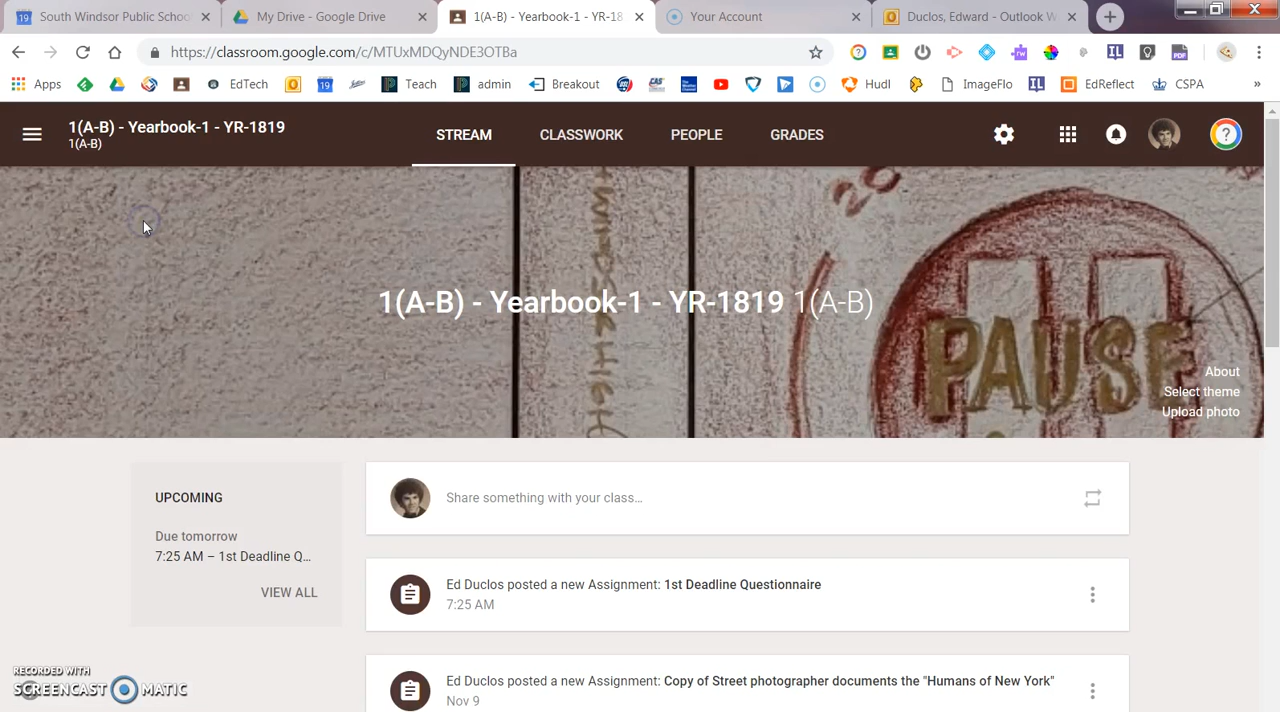 South Windsor Public Schoo
My Drive - Google Drive
1(A-B) - Yearbook-1 - YR-18
Your Account
Duclos, Edward - Outlook W
https://classroom.google.com/c/MTUxMDQyNDE3OTBa
Apps
EdTech
Teach
admin
Breakout
Hudl
ImageFlo
EdReflect
CSPA
1(A-B) - Yearbook-1 - YR-1819
1(A-B)
STREAM
CLASSWORK
PEOPLE
GRADES
1(A-B) - Yearbook-1 - YR-1819 1(A-B)
PAUSE
About
Select theme
Upload photo
UPCOMING
Due tomorrow
7:25 AM – 1st Deadline Q...
VIEW ALL
Share something with your class...
Ed Duclos posted a new Assignment: 1st Deadline Questionnaire
7:25 AM
Ed Duclos posted a new Assignment: Copy of Street photographer documents the "Humans of New York"
Nov 9
RECORDED WITH
SCREENCAST MATIC